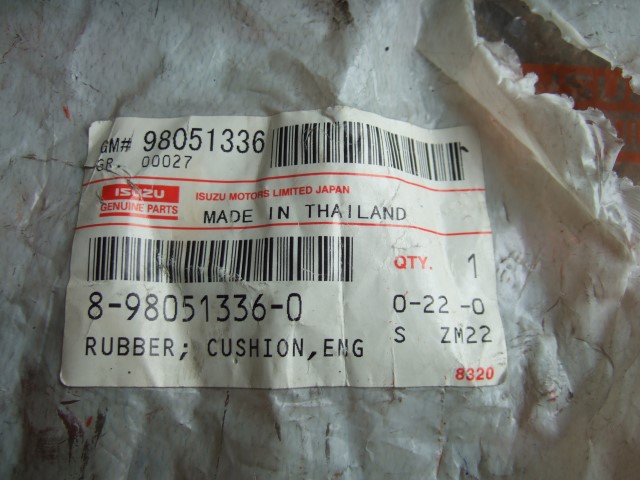 GM# 98051336
GR. 00027
ISUZU
GENUINE PARTS
ISUZU MOTORS LIMITED JAPAN
MADE IN THAILAND
QTY. 1
8-98051336-0
0-22 -0
RUBBER; CUSHION,ENG
S ZM22
8320
ISUZU